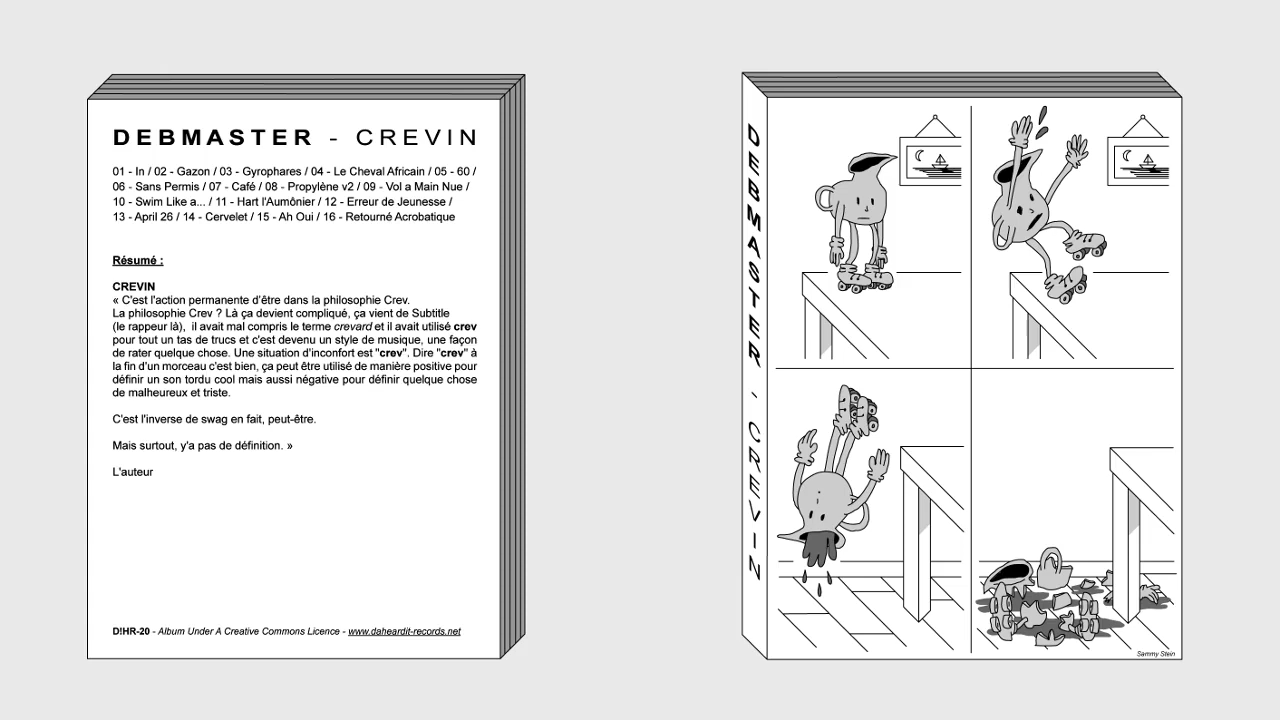 DEBMASTER - CREVIN
01 - In / 02 - Gazon / 03 - Gyrophares / 04 - Le Cheval Africain / 05 - 60 /
06 - Sans Permis / 07 - Café / 08 - Propylène v2 / 09 - Vol a Main Nue /
10 - Swim Like a... / 11 - Hart l'Aumônier / 12 - Erreur de Jeunesse /
13 - April 26 / 14 - Cervelet / 15 - Ah Oui / 16 - Retourné Acrobatique
Résumé :
CREVIN
« C'est l'action permanente d'être dans la philosophie Crev.
La philosophie Crev ? Là ça devient compliqué, ça vient de Subtitle
(le rappeur là), il avait mal compris le terme crevard et il avait utilisé crev
pour tout un tas de trucs et c'est devenu un style de musique, une façon
de rater quelque chose. Une situation d'inconfort est "crev". Dire "crev" à
la fin d'un morceau c'est bien, ça peut être utilisé de manière positive pour
définir un son tordu cool mais aussi négative pour définir quelque chose
de malheureux et triste.
C'est l'inverse de swag en fait, peut-être.
Mais surtout, y'a pas de définition. »
L'auteur
D!HR-20 - Album Under A Creative Commons Licence - www.daheardit-records.net
DEBMASTER - CREVIN
Sammy Stein